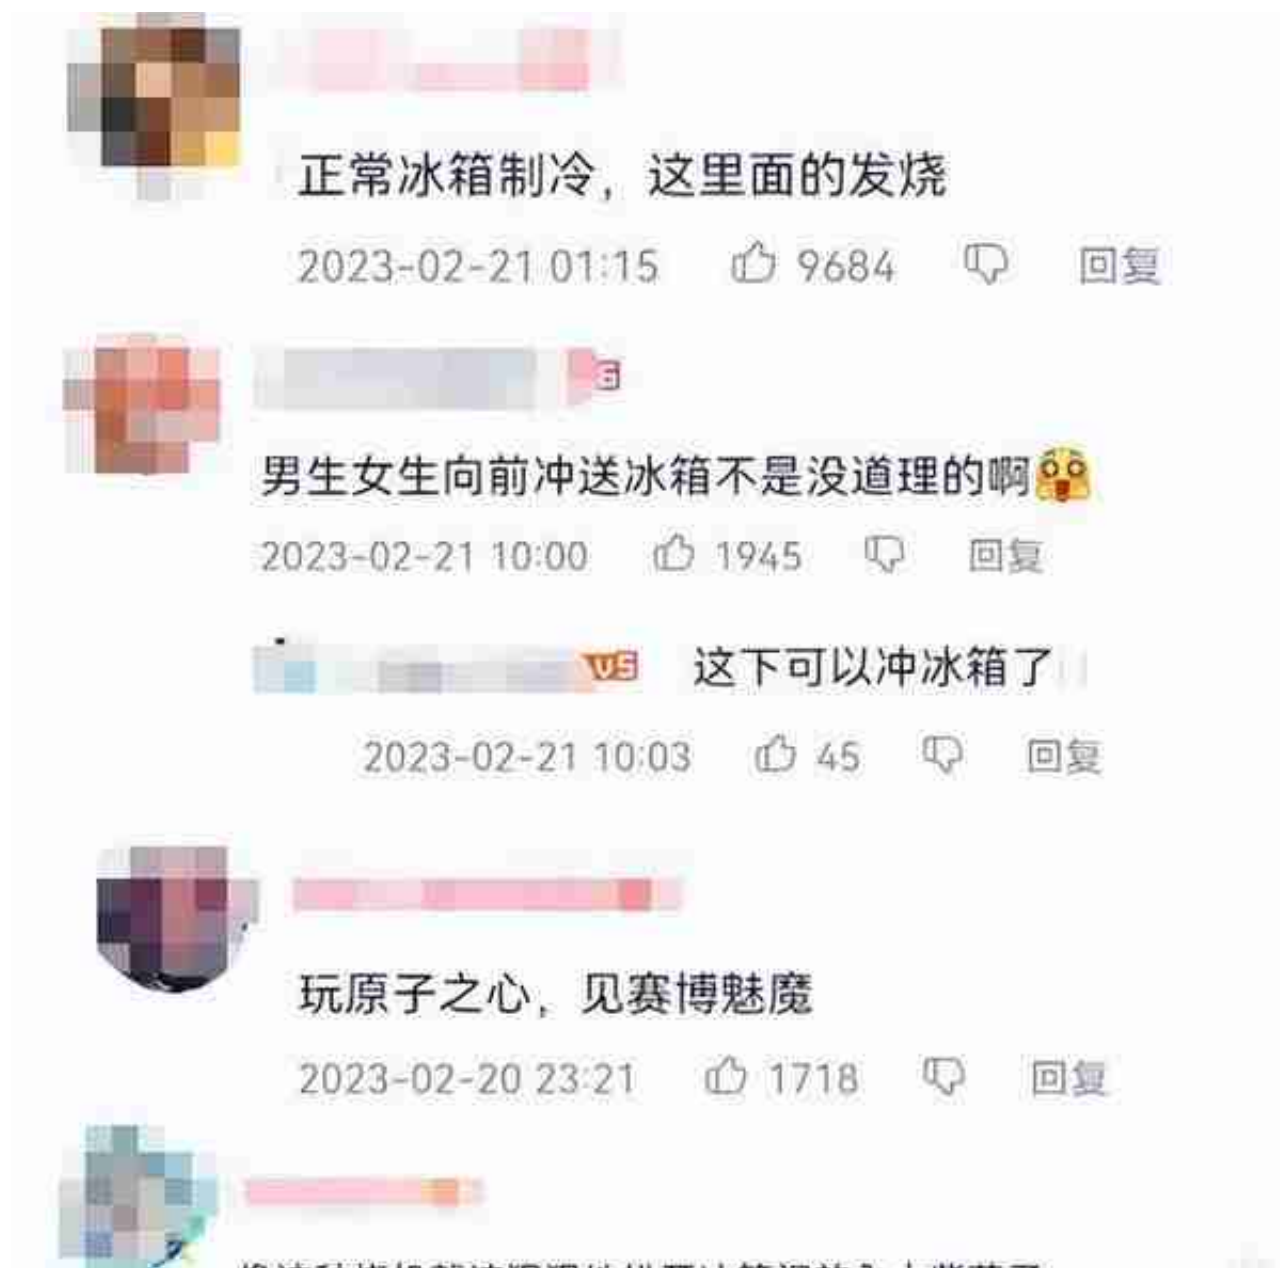 正常冰箱制冷，这里面的发烧
2023-02-21 01:15 9684 回复
男生女生向前冲送冰箱不是没道理的啊
2023-02-21 10:00 1945 回复
这下可以冲冰箱了
2023-02-21 10:03 45 回复
玩原子之心，见赛博魅魔
2023-02-20 23:21 1718 回复